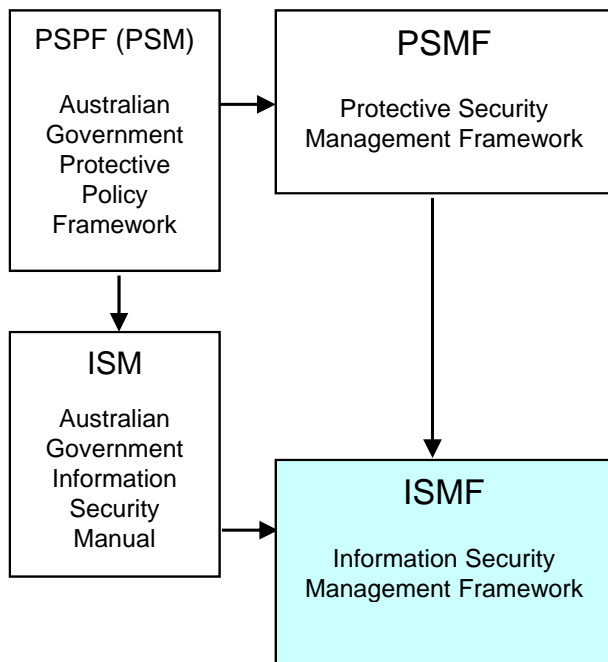 PSPF (PSM)
Australian
Government
Protective
Policy
Framework
PSMF
Protective Security
Management Framework
ISM
Australian
Government
Information
Security
Manual
ISMF
Information Security
Management Framework